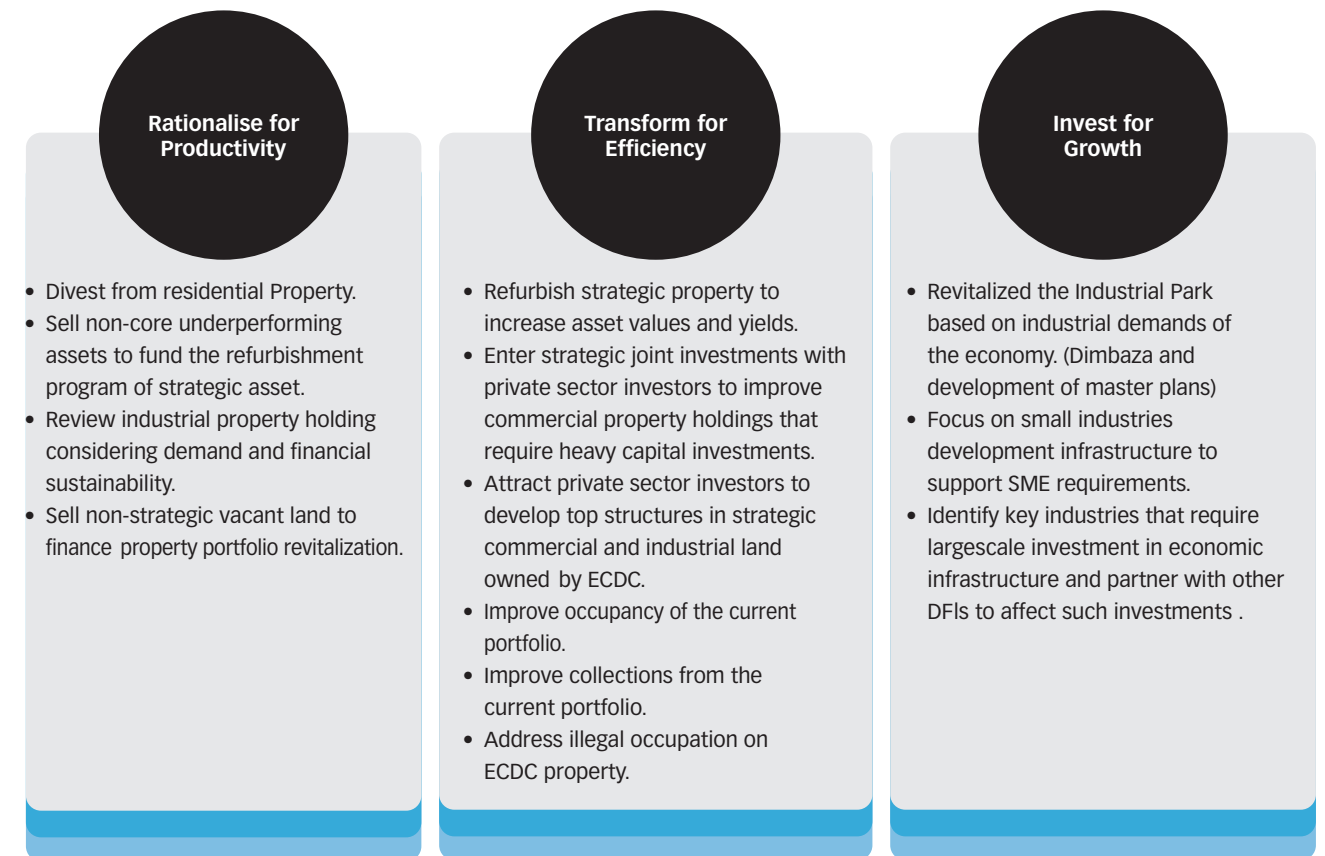 Rationalise for
Productivity
• Divest from residential Property.
• Sell non-core underperforming
assets to fund the refurbishment
program of strategic asset.
• Review industrial property holding
considering demand and financial
sustainability.
• Sell non-strategic vacant land to
finance property portfolio revitalization.
Transform for
Efficiency
• Refurbish strategic property to
increase asset values and yields.
• Enter strategic joint investments with
private sector investors to improve
commercial property holdings that
require heavy capital investments.
• Attract private sector investors to
develop top structures in strategic
commercial and industrial land
owned by ECDC.
• Improve occupancy of the current
portfolio.
• Improve collections from the
current portfolio.
• Address illegal occupation on
ECDC property.
Invest for
Growth
• Revitalized the Industrial Park
based on industrial demands of
the economy. (Dimbaza and
development of master plans)
• Focus on small industries
development infrastructure to
support SME requirements.
• Identify key industries that require
largescale investment in economic
infrastructure and partner with other
DFls to affect such investments .